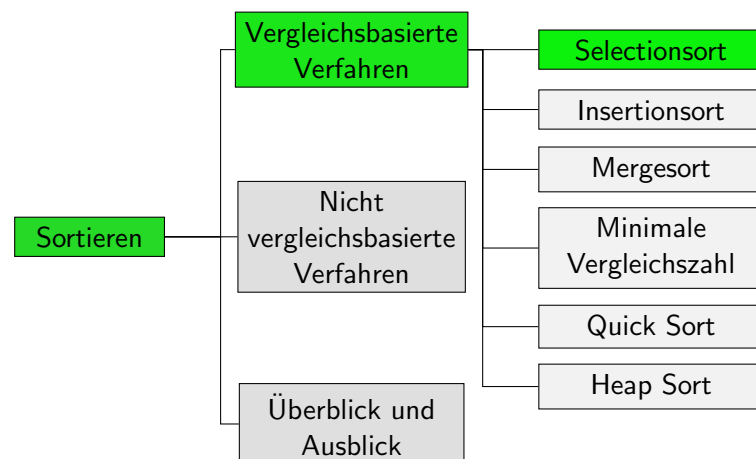 Sortieren
Vergleichsbasierte
Verfahren
Nicht
vergleichsbasierte
Verfahren
Überblick und
Ausblick
Selectionsort
Insertionsort
Mergesort
Minimale
Vergleichszahl
Quick Sort
Heap Sort